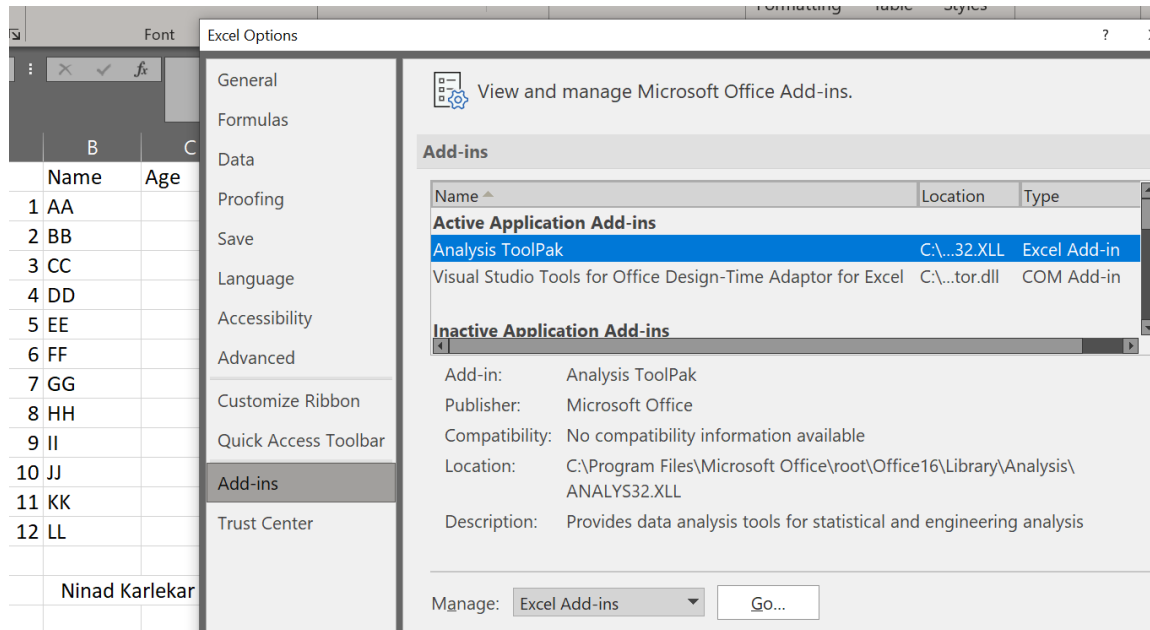 Formatting Table Styles
Font
Excel Options ?
fx
B C
Name Age
1 AA
2 BB
3 CC
4 DD
5 EE
6 FF
7 GG
8 HH
9 II
10 JJ
11 KK
12 LL
Ninad Karlekar
General
Formulas
Data
Proofing
Save
Language
Accessibility
Advanced
Customize Ribbon
Quick Access Toolbar
Add-ins
Trust Center
View and manage Microsoft Office Add-ins.
Add-ins
Name Location Type
Active Application Add-ins
Analysis ToolPak C:\...32.XLL Excel Add-in
Visual Studio Tools for Office Design-Time Adaptor for Excel C:\...tor.dll COM Add-in
Inactive Application Add-ins
Add-in: Analysis ToolPak
Publisher: Microsoft Office
Compatibility: No compatibility information available
Location: C:\Program Files\Microsoft Office\root\Office16\Library\Analysis\
ANALYS32.XLL
Description: Provides data analysis tools for statistical and engineering analysis
Manage: Excel Add-ins Go...